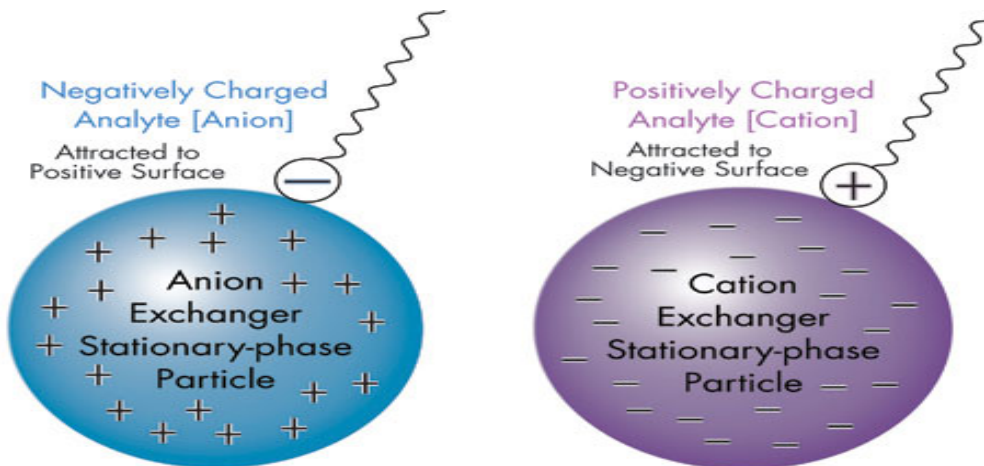 Negatively Charged
Analyte [Anion]
Attracted to
Positive Surface
Anion
Exchanger
Stationary-phase
Particle
Positively Charged
Analyte [Cation]
Attracted to
Negative Surface
Cation
Exchanger
Stationary-phase
Particle